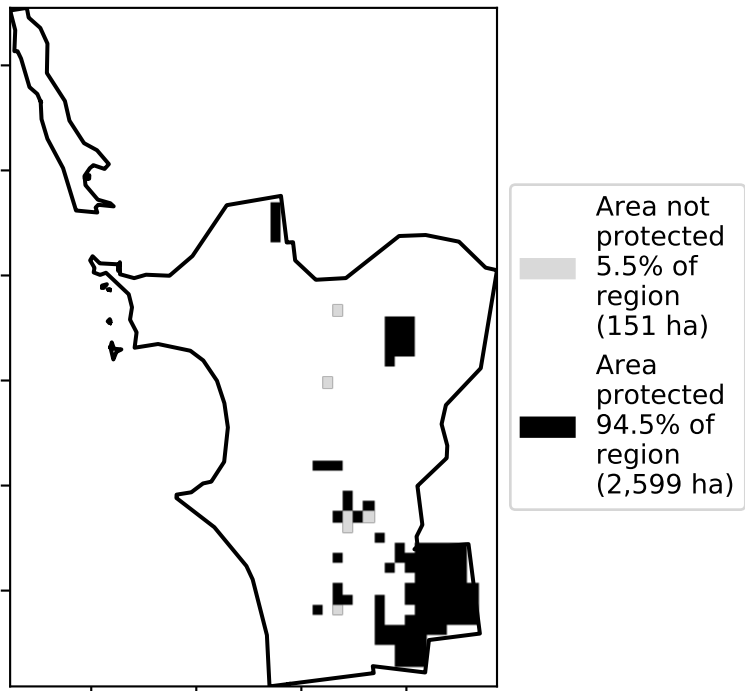 Area not
protected
5.5% of
region
(151 ha)
Area
protected
94.5% of
region
(2,599 ha)